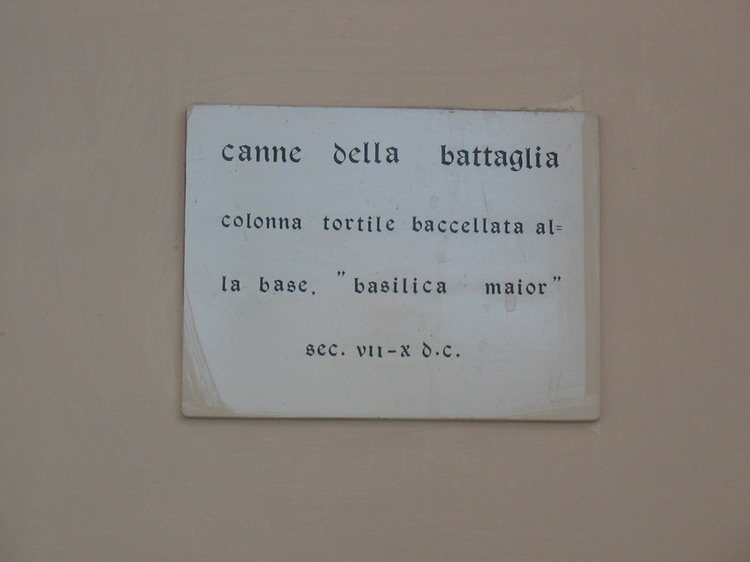 canne della battaglia
colonna tortile baccellata al=
la base. "basilica maior"
sec. VII-X d.c.